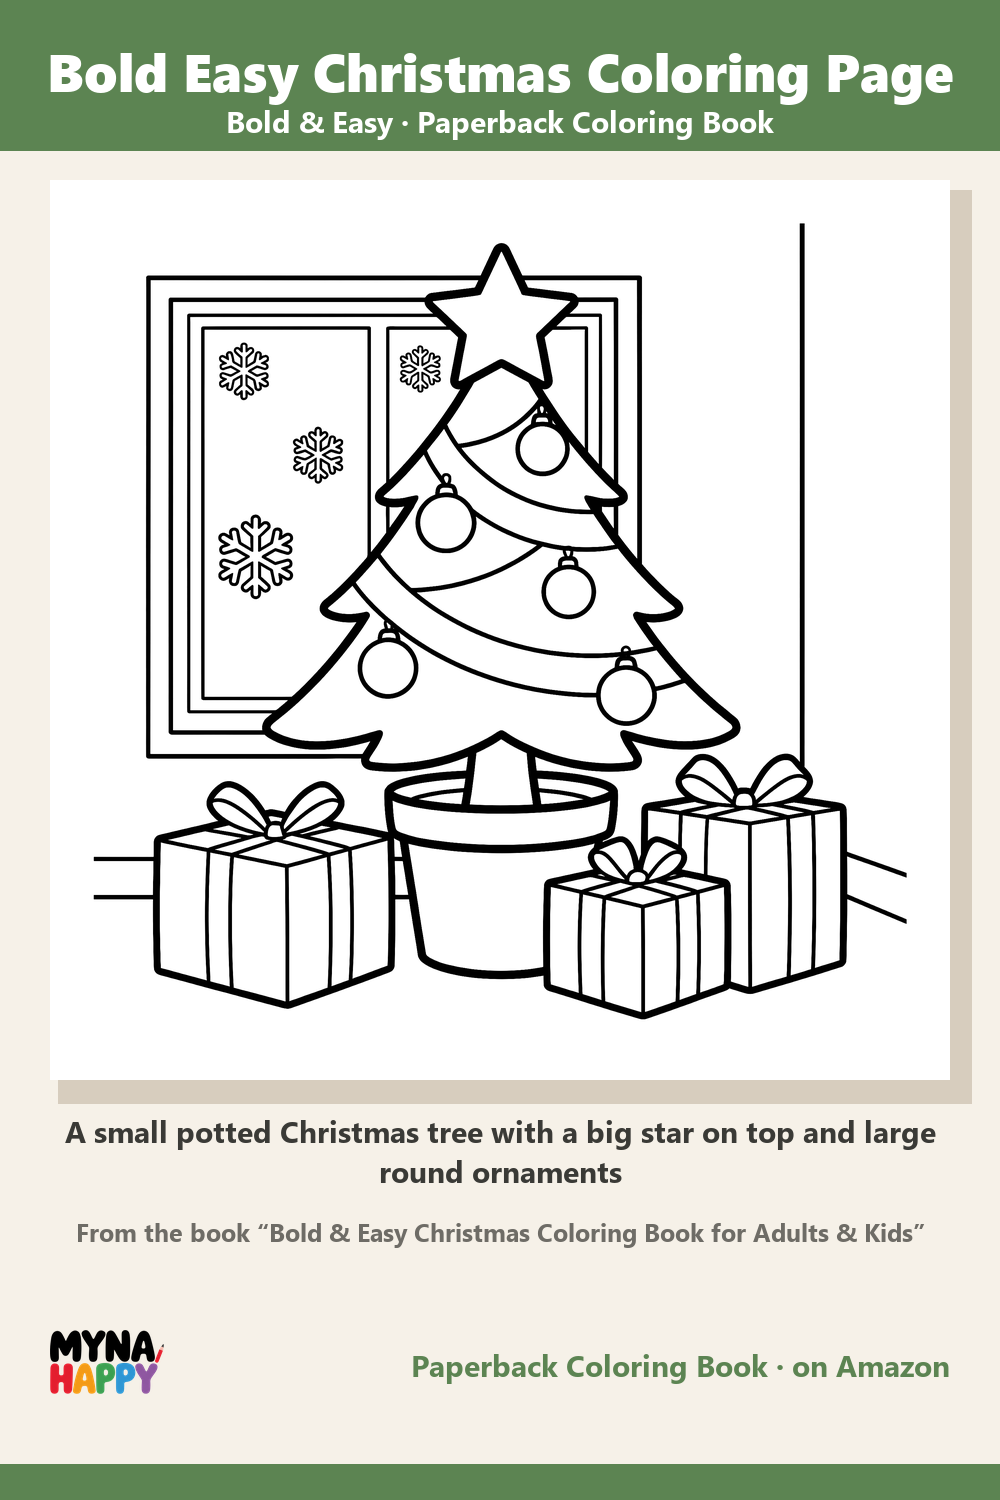 Bold Easy Christmas Coloring Page
Bold & Easy · Paperback Coloring Book
A small potted Christmas tree with a big star on top and large
round ornaments
From the book “Bold & Easy Christmas Coloring Book for Adults & Kids”
MYNA
HAPPY
Paperback Coloring Book · on Amazon